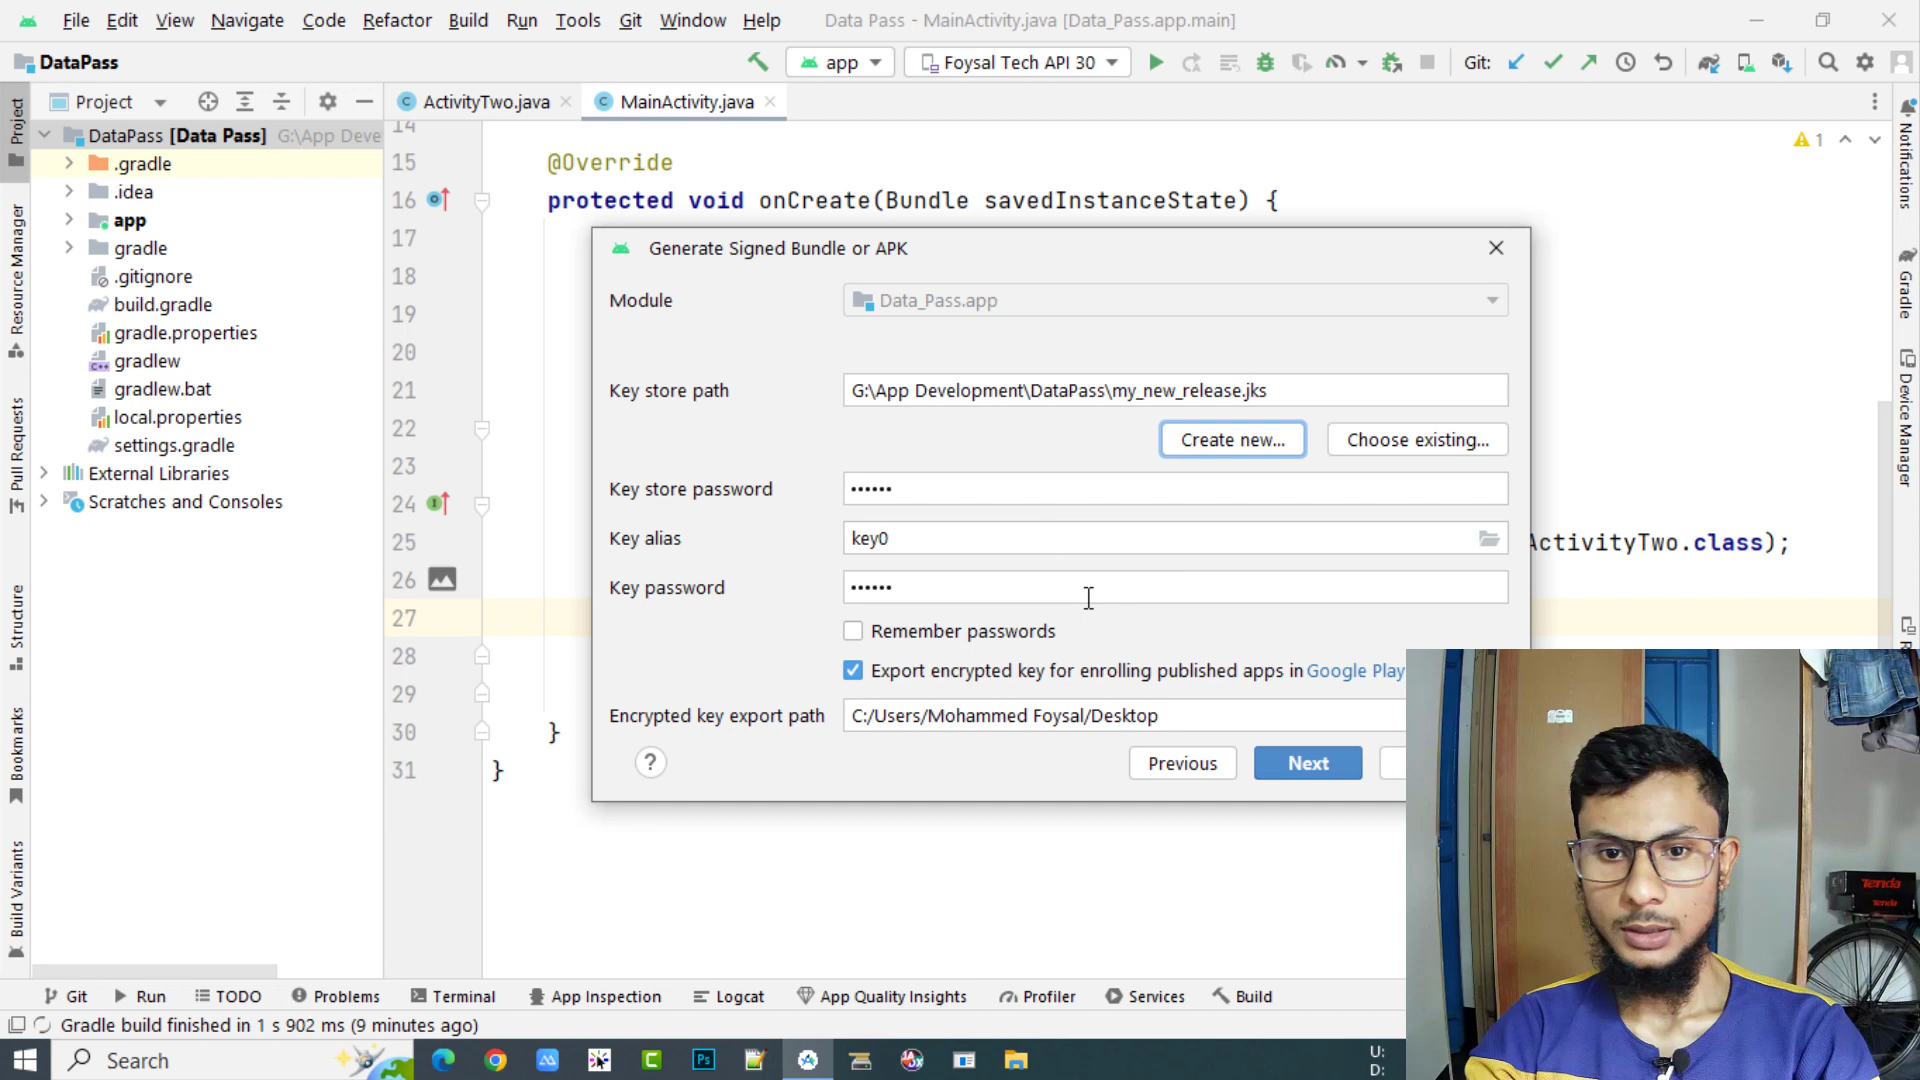 File Edit View Navigate Code Refactor Build Run Tools Git Window Help Data Pass - MainActivity.java [Data_Pass.app.main]
DataPass app Foysal Tech API 30 Git:
Project ActivityTwo.java MainActivity.java
DataPass [Data Pass] G:\App Deve
.gradle
.idea
app
gradle
.gitignore
build.gradle
gradle.properties
gradlew
gradlew.bat
local.properties
settings.gradle
External Libraries
Scratches and Consoles
Project
Resource Manager
Pull Requests
Structure
Bookmarks
Build Variants
14
15 @Override
16 protected void onCreate(Bundle savedInstanceState) {
17
18
19
20
21
22
23
24
25 ActivityTwo.class);
26
27
28
29
30 }
31 }
1
Generate Signed Bundle or APK
Module Data_Pass.app
Key store path G:\App Development\DataPass\my_new_release.jks
Create new... Choose existing...
Key store password ••••••
Key alias key0
Key password ••••••
Remember passwords
Export encrypted key for enrolling published apps in Google Play
Encrypted key export path C:/Users/Mohammed Foysal/Desktop
? Previous Next
Notifications
Gradle
Device Manager
Tenda
Tenda
Git Run TODO Problems Terminal App Inspection Logcat App Quality Insights Profiler Services Build
Gradle build finished in 1 s 902 ms (9 minutes ago)
Search
U:
D: